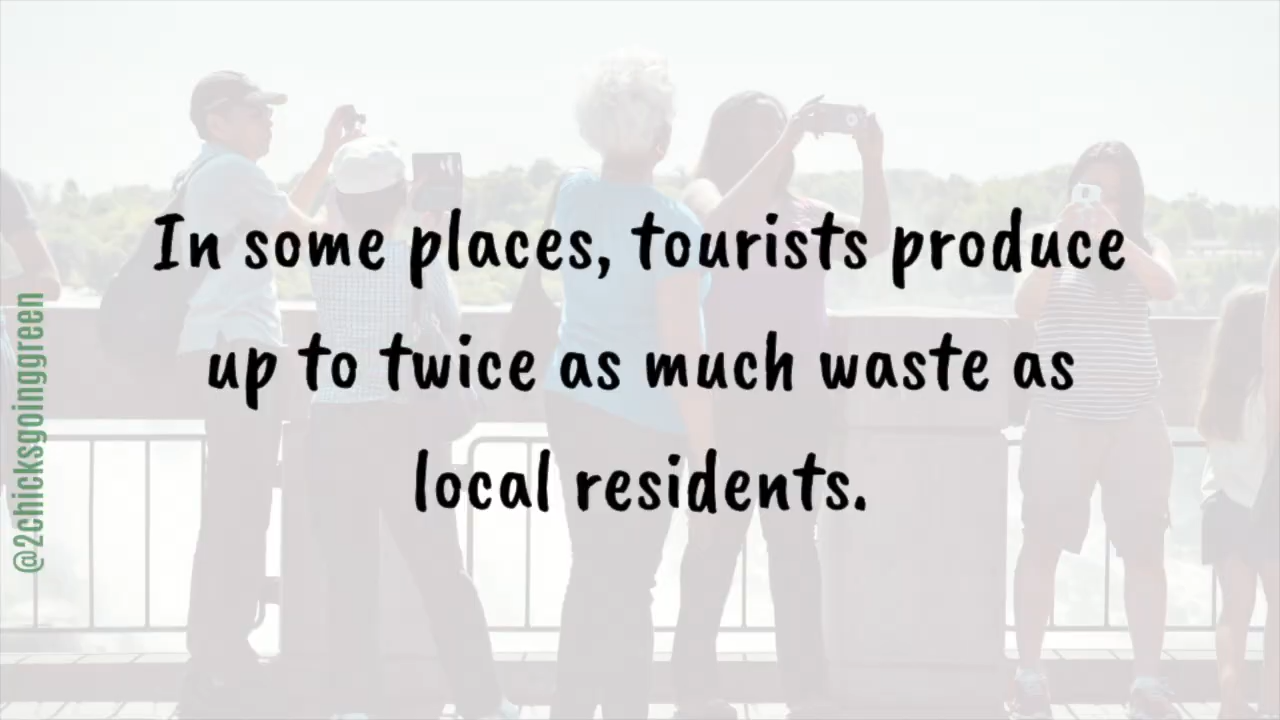 In some places, tourists produce
up to twice as much waste as
local residents.
@2chicksgoinggreen